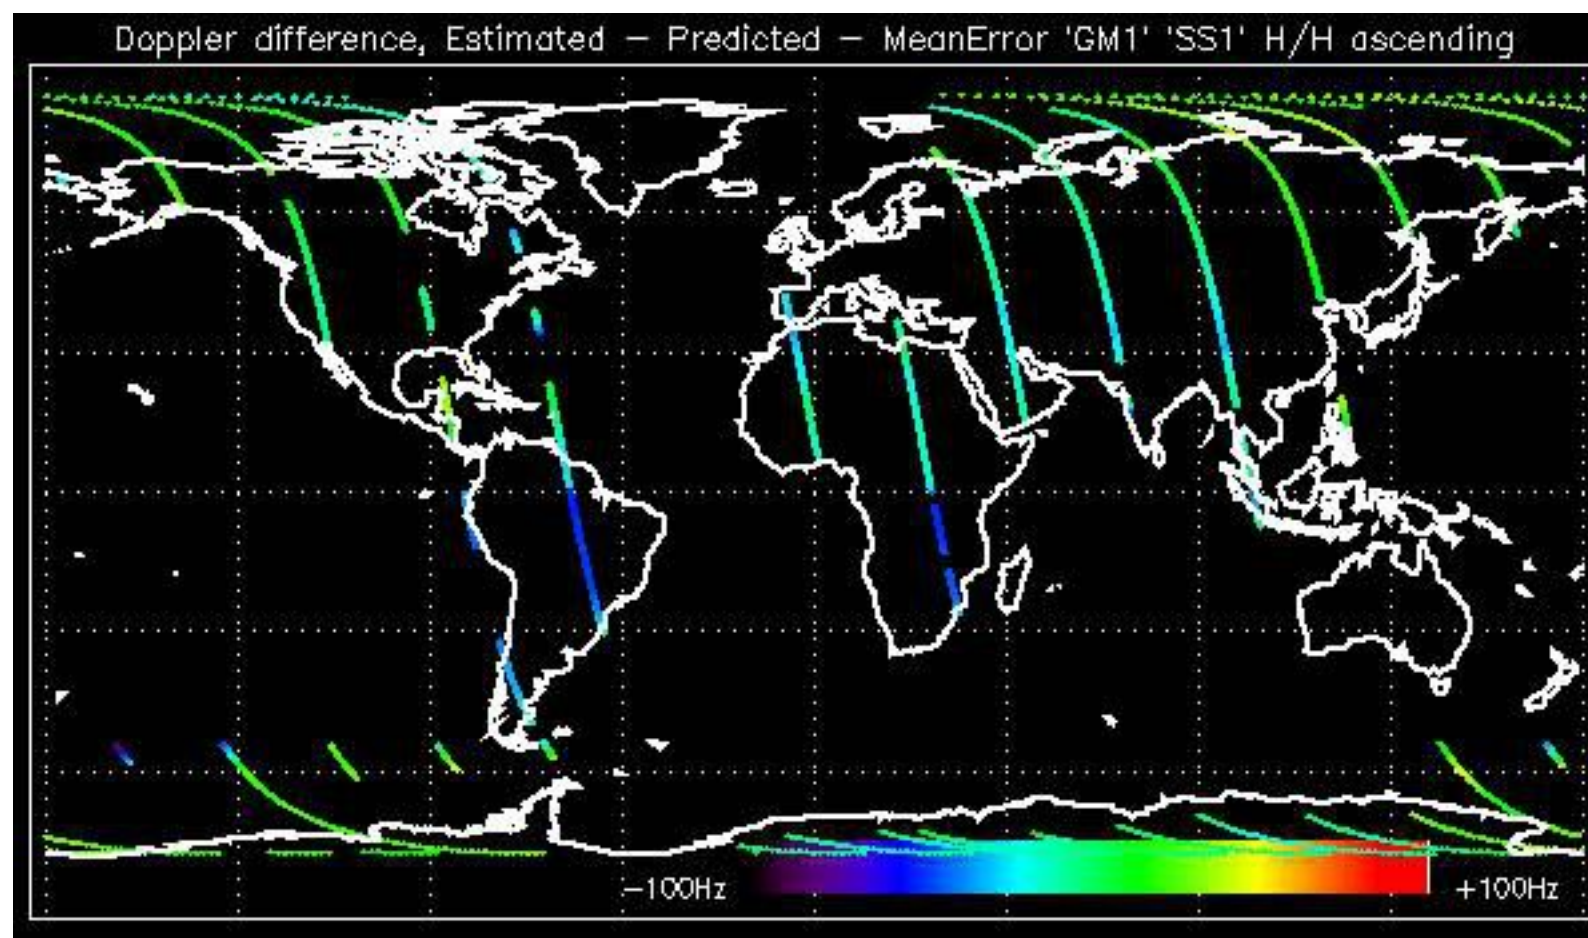 Doppler difference, Estimated – Predicted – MeanError 'GM1' 'SS1' H/H ascending
-100Hz
+100Hz